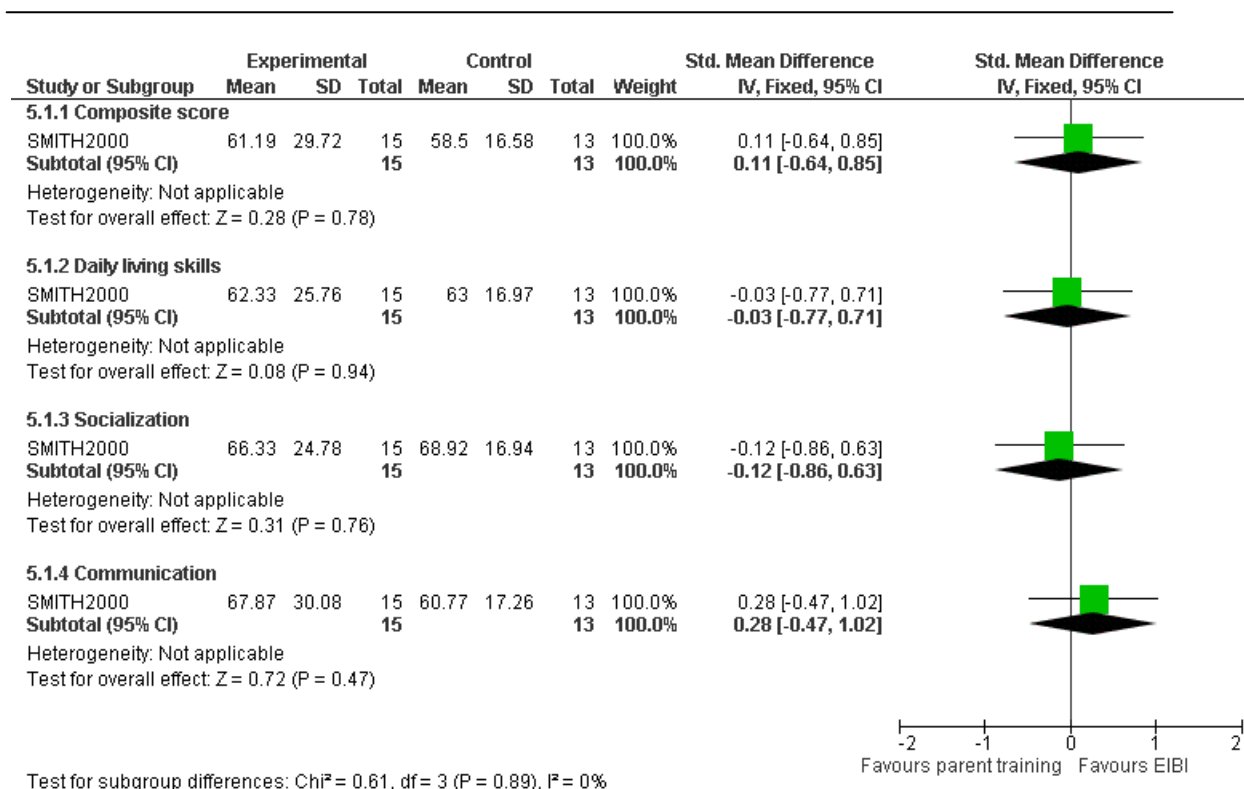 Experimental Control Std. Mean Difference Std. Mean Difference
Study or Subgroup Mean SD Total Mean SD Total Weight IV, Fixed, 95% CI IV, Fixed, 95% CI
5.1.1 Composite score
SMITH2000 61.19 29.72 15 58.5 16.58 13 100.0% 0.11 [-0.64, 0.85]
Subtotal (95% CI) 15 13 100.0% 0.11 [-0.64, 0.85]
Heterogeneity: Not applicable
Test for overall effect: Z = 0.28 (P = 0.78)
5.1.2 Daily living skills
SMITH2000 62.33 25.76 15 63 16.97 13 100.0% -0.03 [-0.77, 0.71]
Subtotal (95% CI) 15 13 100.0% -0.03 [-0.77, 0.71]
Heterogeneity: Not applicable
Test for overall effect: Z = 0.08 (P = 0.94)
5.1.3 Socialization
SMITH2000 66.33 24.78 15 68.92 16.94 13 100.0% -0.12 [-0.86, 0.63]
Subtotal (95% CI) 15 13 100.0% -0.12 [-0.86, 0.63]
Heterogeneity: Not applicable
Test for overall effect: Z = 0.31 (P = 0.76)
5.1.4 Communication
SMITH2000 67.87 30.08 15 60.77 17.26 13 100.0% 0.28 [-0.47, 1.02]
Subtotal (95% CI) 15 13 100.0% 0.28 [-0.47, 1.02]
Heterogeneity: Not applicable
Test for overall effect: Z = 0.72 (P = 0.47)
-2 -1 0 1 2
Favours parent training Favours EIBI
Test for subgroup differences: Chi² = 0.61, df = 3 (P = 0.89), I² = 0%